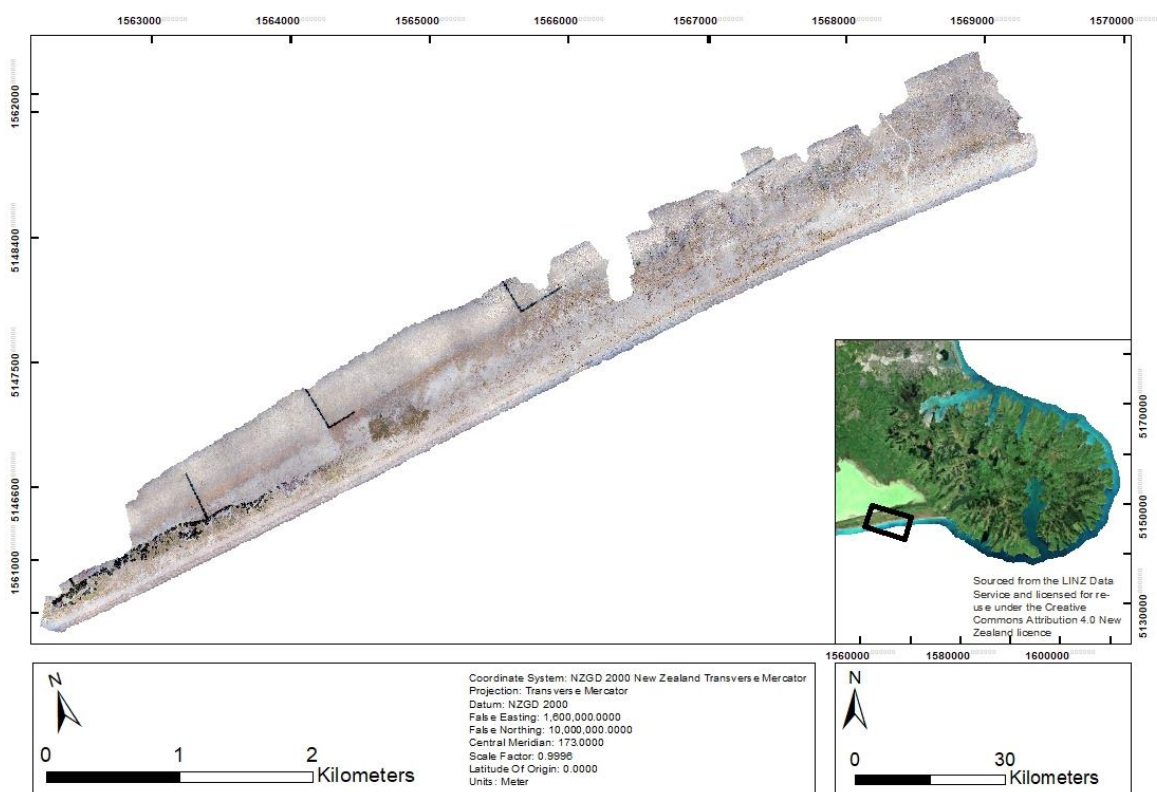 1563000 1564000 1565000 1566000 1567000 1568000 1569000 1570000
1562000
5148400
5147500
5146600
1561000
5170000
5150000
5130000
Sourced from the LINZ Data
Service and licensed for re-
use under the Creative
Commons Attribution 4.0 New
Zealand licence
1560000 1580000 1600000
N
0 1 2
Kilometers
Coordinate System: NZGD 2000 New Zealand Transverse Mercator
Projection: Transverse Mercator
Datum: NZGD 2000
False Easting: 1,600,000.0000
False Northing: 10,000,000.0000
Central Meridian: 173.0000
Scale Factor: 0.9996
Latitude Of Origin: 0.0000
Units: Meter
N
0 30
Kilometers